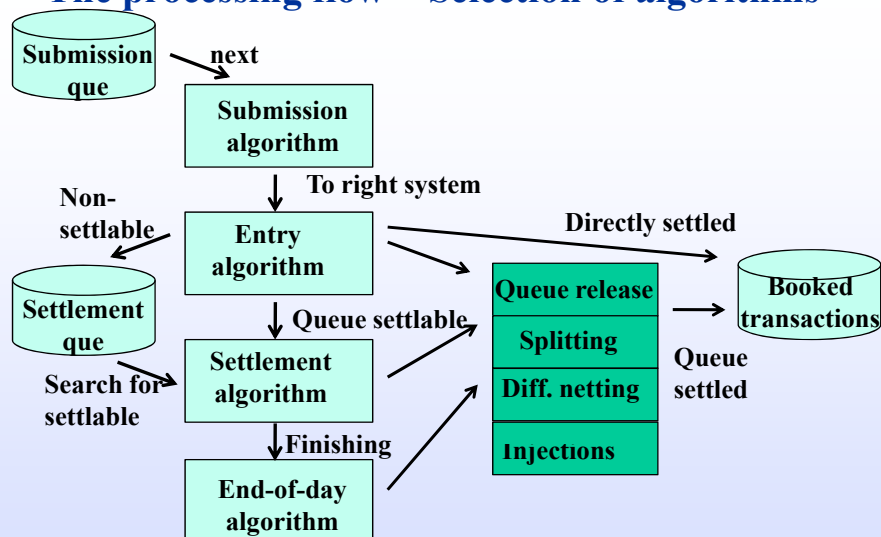 The processing flow – Selection of algorithms
Submission
que
next
Submission
algorithm
To right system
Non-
settlable
Entry
algorithm
Directly settled
Settlement
que
Queue settlable
Queue release
Splitting
Diff. netting
Injections
Booked
transactions
Queue
settled
Search for
settlable
Settlement
algorithm
Finishing
End-of-day
algorithm